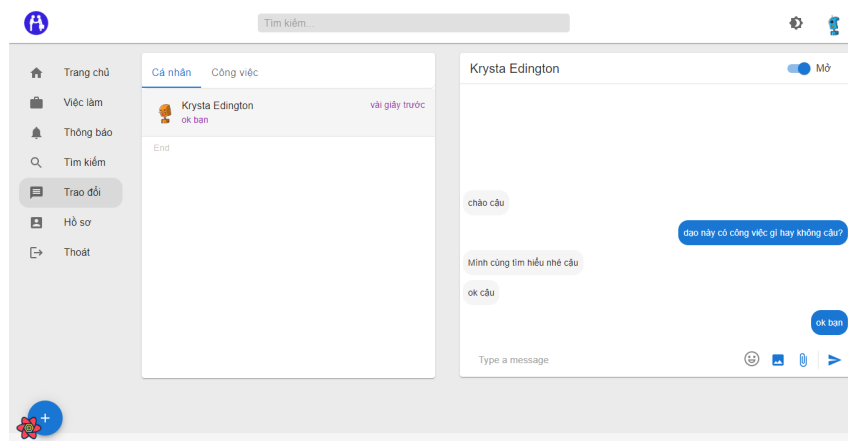 Tìm kiếm...
Trang chủ
Việc làm
Thông báo
Tìm kiếm
Trao đổi
Hồ sơ
Thoát
Cá nhân
Công việc
Krysta Edington
vài giây trước
ok bạn
End
Krysta Edington
Mở
chào cậu
dạo này có công việc gì hay không cậu?
Mình cùng tìm hiểu nhé cậu
ok cậu
ok bạn
Type a message